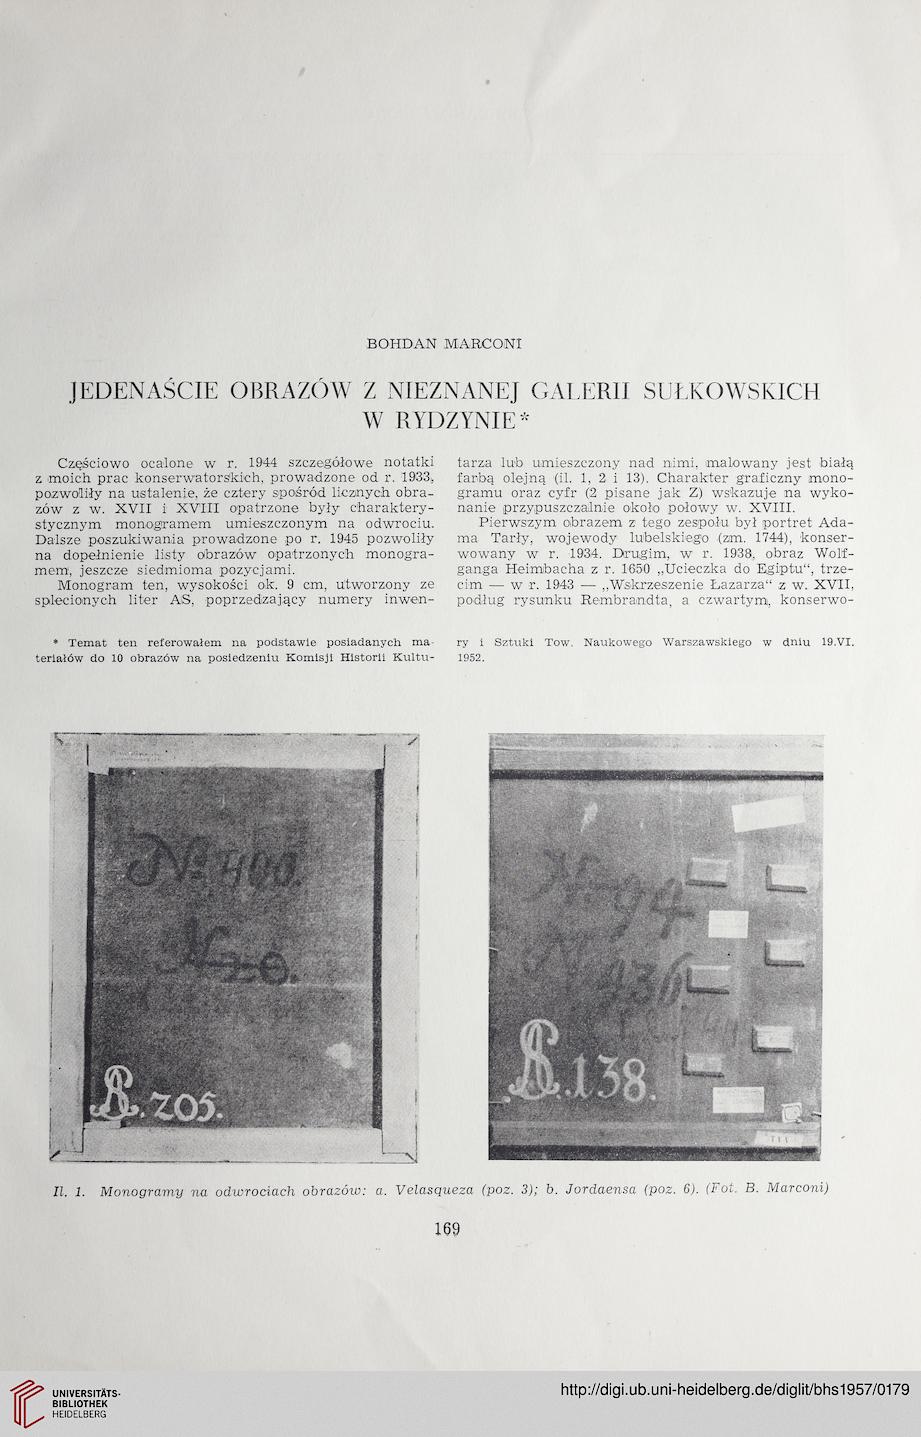 BOHDAN MARCONI
JEDENAŚCIE OBRAZÓW Z NIEZNANEJ GALERII SUŁKOWSKICH
W RYDZYNIE*
Częściowo ocalone w r. 1944 szczegółowe notatki
z moich prac konserwatorskich, prowadzone od r. 1933,
pozwoliły na ustalenie, że cztery spośród licznych obra-
zów z w. XVII i XVIII opatrzone były charaktery-
stycznym monogramem umieszczonym na odwrociu.
Dalsze poszukiwania prowadzone po r. 1945 pozwoliły
na dopełnienie listy obrazów opatrzonych monogra-
mem, jeszcze siedmioma pozycjami.
Monogram ten, wysokości ok. 9 cm, utworzony ze
splecionych liter AS, poprzedzający numery inwen-
tarza lub umieszczony nad nimi, malowany jest białą
farbą olejną (il. 1, 2 i 13). Charakter graficzny mono-
gramu oraz cyfr (2 pisane jak Z) wskazuje na wyko-
nanie przypuszczalnie około połowy w. XVIII.
Pierwszym obrazem z tego zespołu był portret Ada-
ma Tarły, wojewody lubelskiego (zm. 1744), konser-
wowany w r. 1934. Drugim, w r. 1938, obraz Wolf-
ganga Heimbacha z r. 1650 „Ucieczka do Egiptu“, trze-
cim — w r. 1943 — „Wskrzeszenie Łazarza“ z w. XVII,
podług rysunku Rembrandta, a czwartym, konserwo-
* Temat ten referowałem na podstawie posiadanych ma-
teriałów do 10 obrazów na posiedzeniu Komisji Historii Kultu-
ry i Sztuki Tow. Naukowego Warszawskiego w dniu 19.VI.
1952.
No 400.
N 20.
AS. 205.
N 94
N 436
AS. 138.
Il. 1. Monogramy na odwrociach obrazów: a. Velasqueza (poz. 3); b. Jordaensa (poz. 6). (Fot. B. Marconi)
169
UNIVERSITÄTS-
BIBLIOTHEK
HEIDELBERG
http://digi.ub.uni-heidelberg.de/diglit/bhs1957/0179